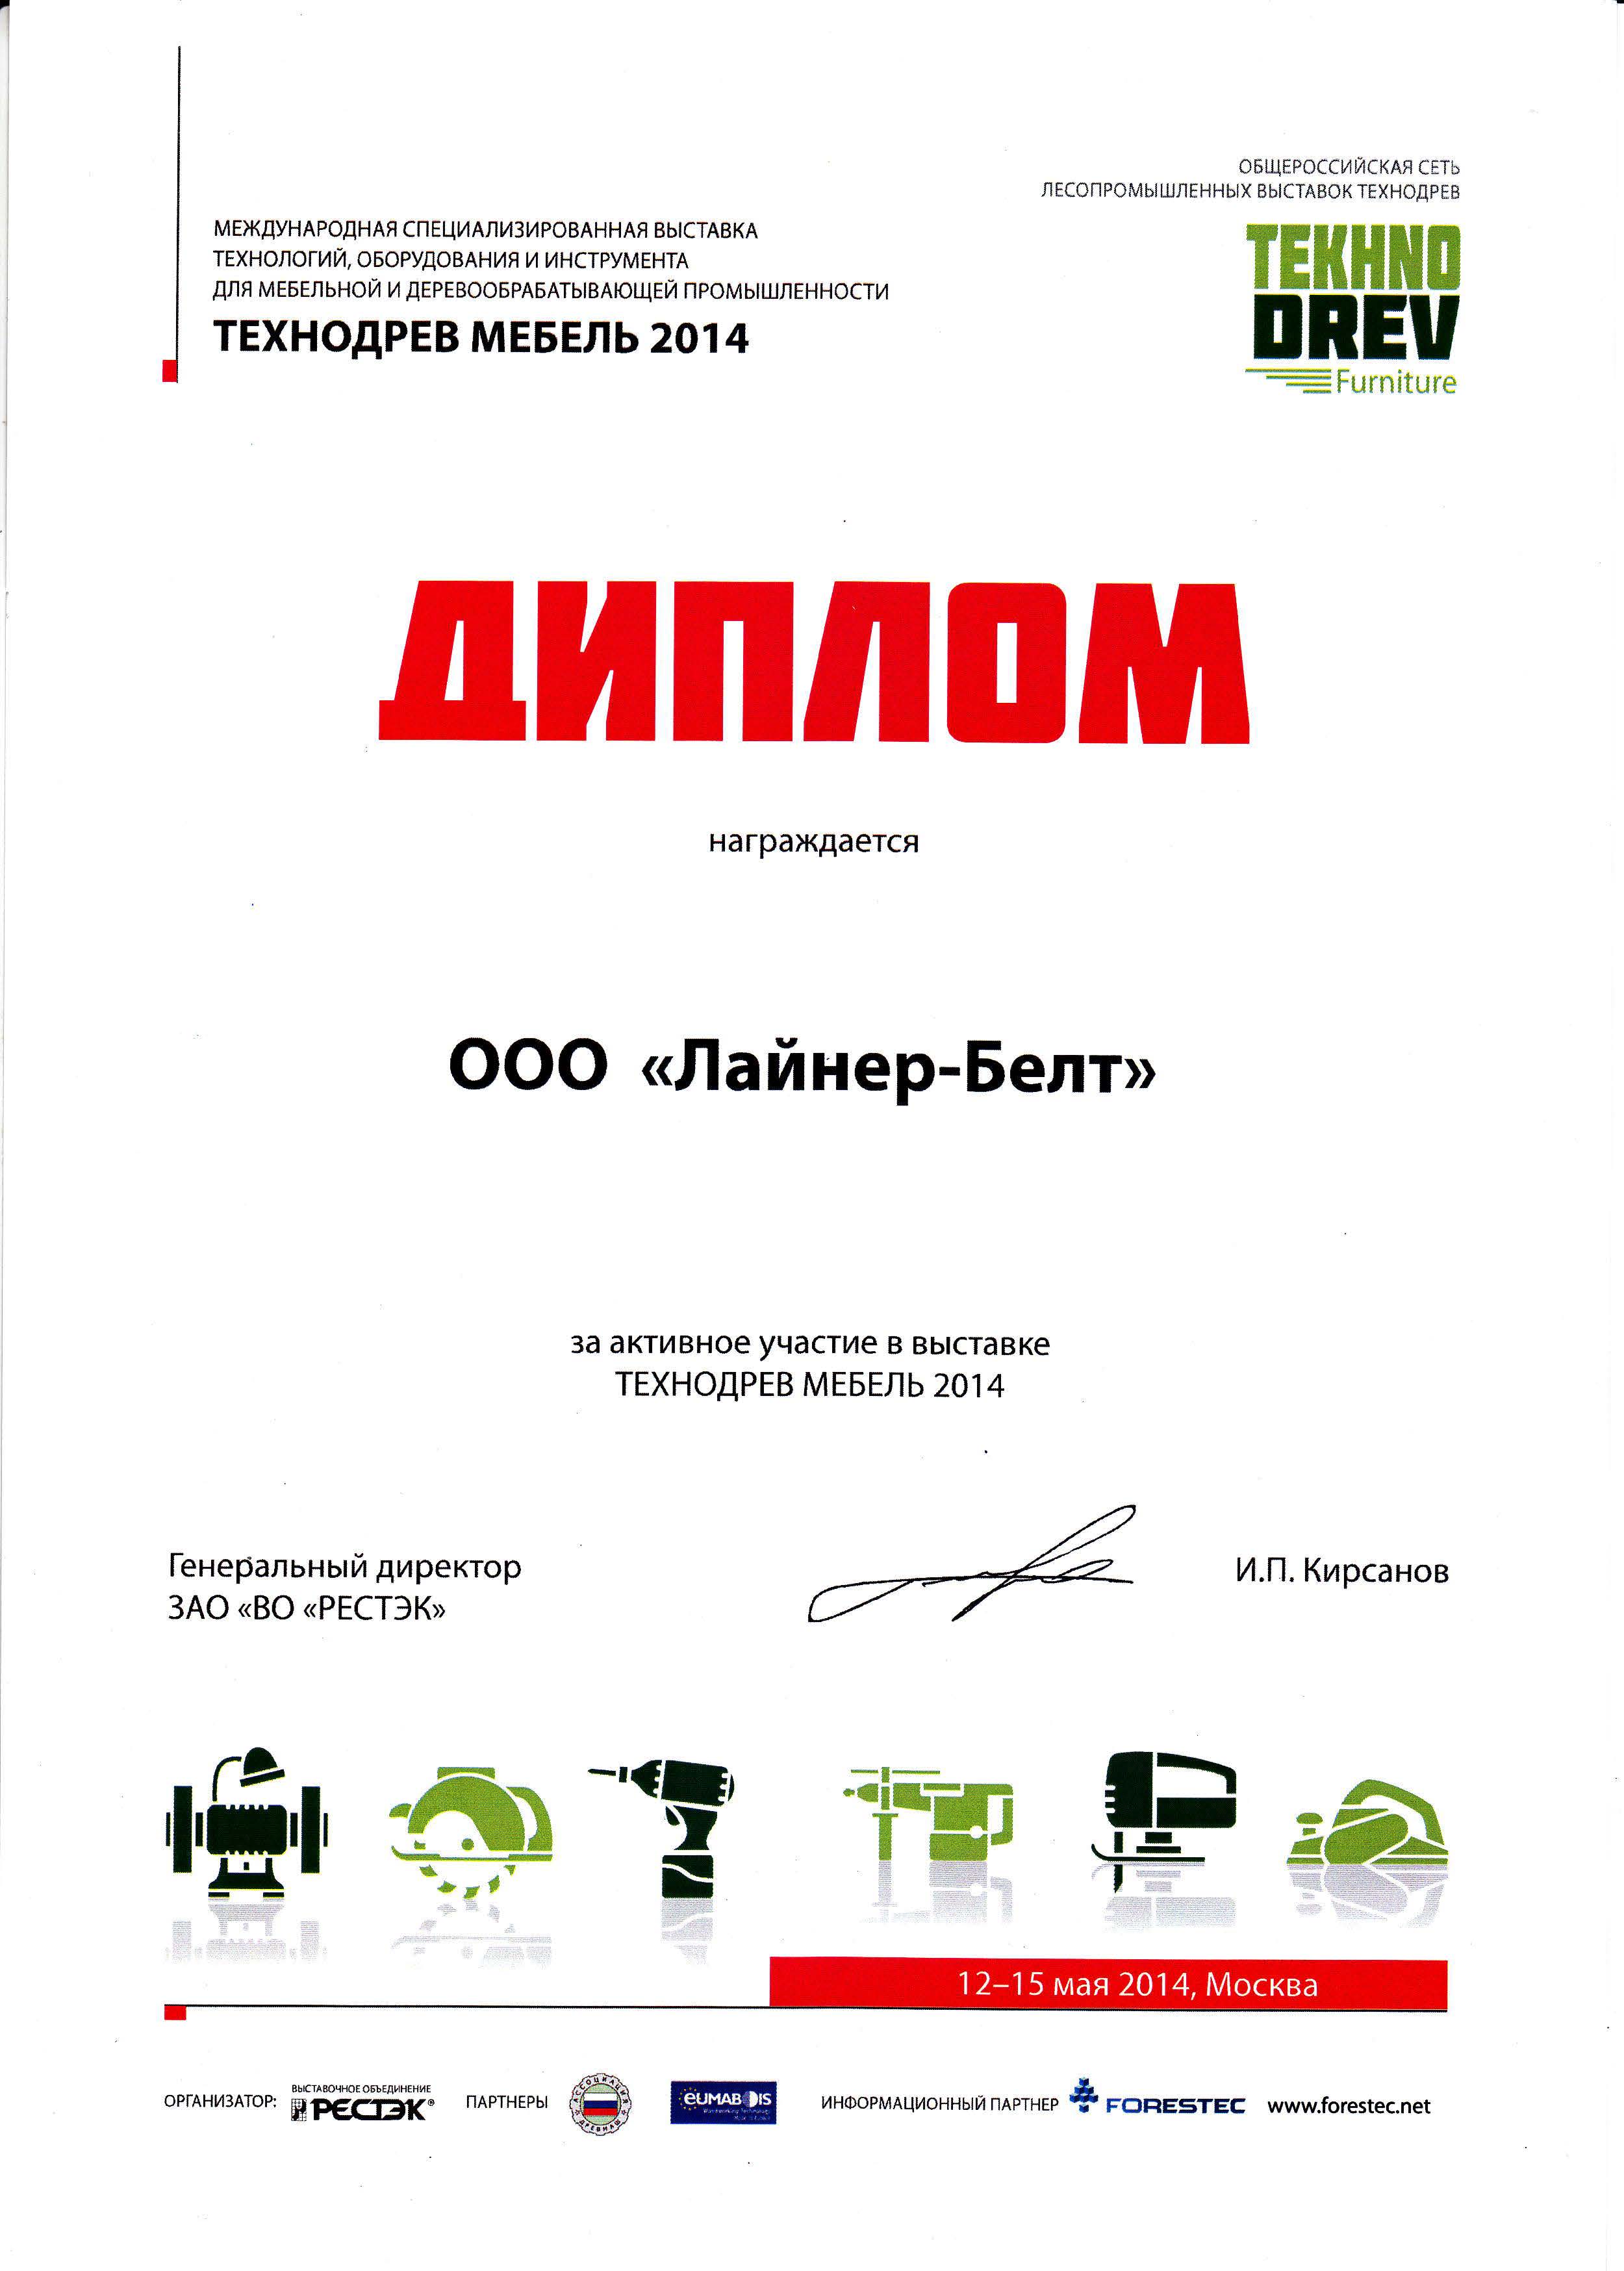 ОБЩЕРОССИЙСКАЯ СЕТЬ
ЛЕСОПРОМЫШЛЕННЫХ ВЫСТАВОК ТЕХНОДРЕВ
МЕЖДУНАРОДНАЯ СПЕЦИАЛИЗИРОВАННАЯ ВЫСТАВКА
ТЕХНОЛОГИЙ, ОБОРУДОВАНИЯ И ИНСТРУМЕНТА
ДЛЯ МЕБЕЛЬНОЙ И ДЕРЕВООБРАБАТЫВАЮЩЕЙ ПРОМЫШЛЕННОСТИ
ТЕХНОДРЕВ МЕБЕЛЬ 2014
TEKHNO
DREV
Furniture
ДИПЛОМ
награждается
ООО «Лайнер-Белт»
за активное участие в выставке
ТЕХНОДРЕВ МЕБЕЛЬ 2014
Генеральный директор
ЗАО «ВО «РЕСТЭК»
И.П. Кирсанов
12–15 мая 2014, Москва
ОРГАНИЗАТОР:
ВЫСТАВОЧНОЕ ОБЪЕДИНЕНИЕ
РЕСТЭК®
ПАРТНЕРЫ
АССОЦИАЦИЯ
ДРЕВМАШ
EUMABOIS
ИНФОРМАЦИОННЫЙ ПАРТНЕР
FORESTEC
www.forestec.net